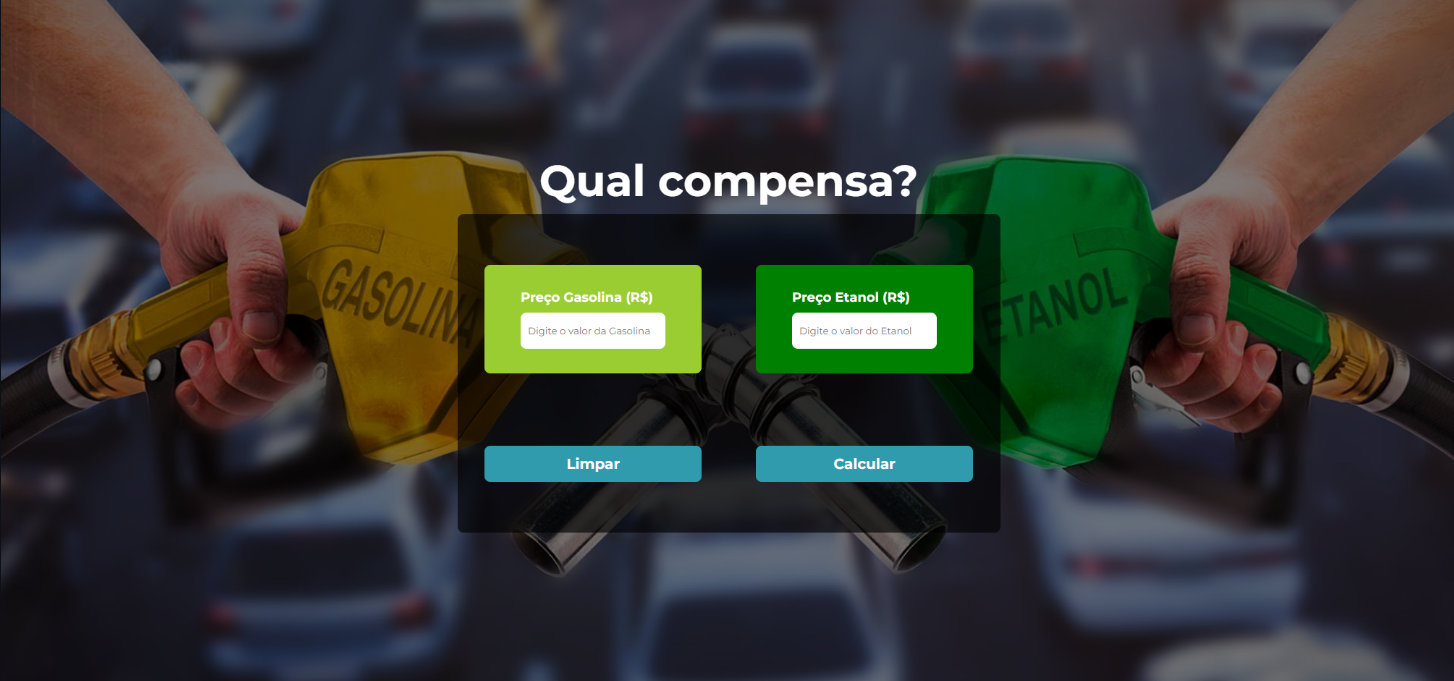 Qual compensa?
GASOLINA
ETANOL
Preço Gasolina (R$)
Preço Etanol (R$)
Digite o valor da Gasolina
Digite o valor do Etanol
Limpar
Calcular